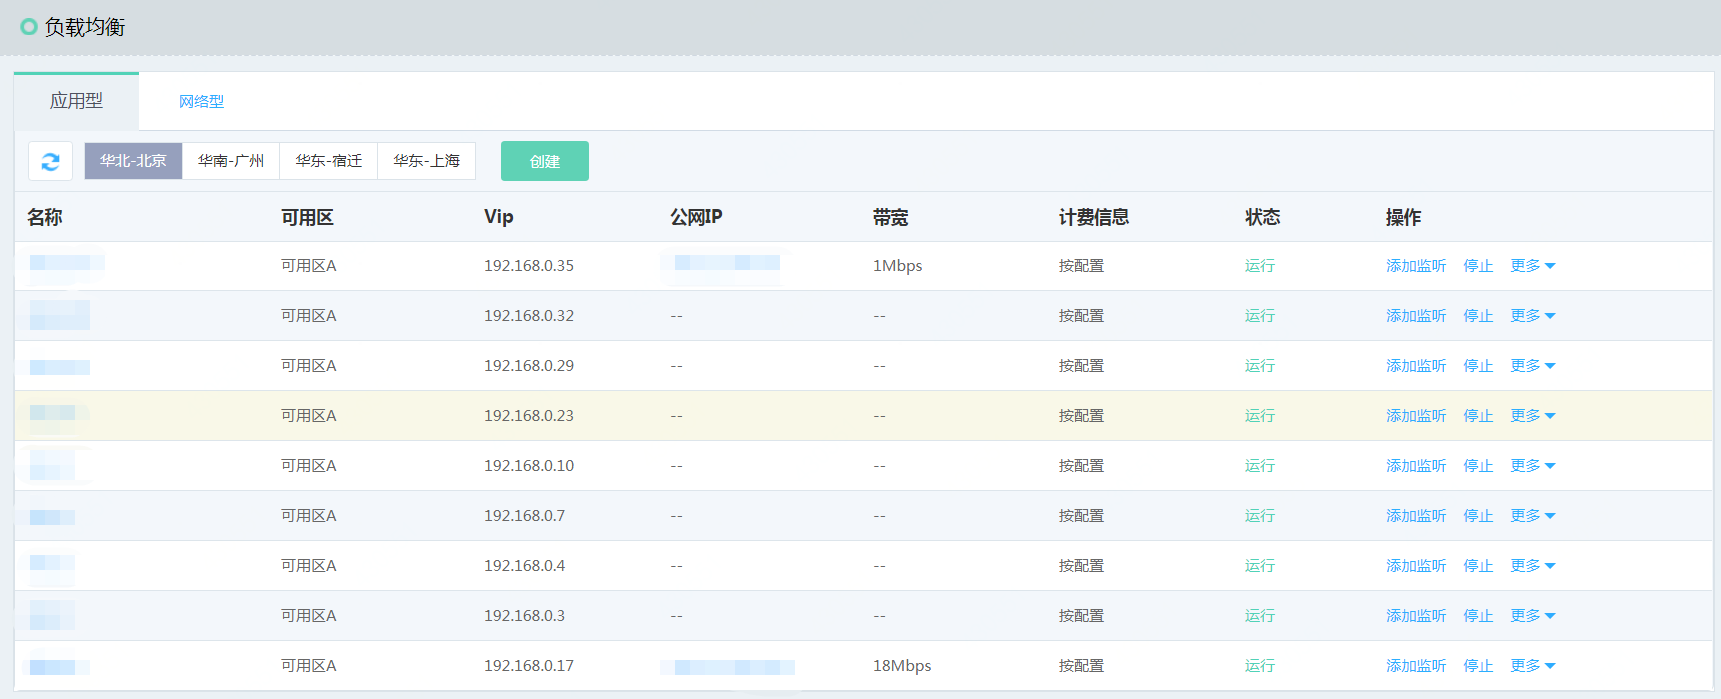 负载均衡
应用型 网络型
华北-北京 华南-广州 华东-宿迁 华东-上海 创建
名称 可用区 Vip 公网IP 带宽 计费信息 状态 操作
可用区A 192.168.0.35 1Mbps 按配置 运行 添加监听 停止 更多
可用区A 192.168.0.32 -- -- 按配置 运行 添加监听 停止 更多
可用区A 192.168.0.29 -- -- 按配置 运行 添加监听 停止 更多
可用区A 192.168.0.23 -- -- 按配置 运行 添加监听 停止 更多
可用区A 192.168.0.10 -- -- 按配置 运行 添加监听 停止 更多
可用区A 192.168.0.7 -- -- 按配置 运行 添加监听 停止 更多
可用区A 192.168.0.4 -- -- 按配置 运行 添加监听 停止 更多
可用区A 192.168.0.3 -- -- 按配置 运行 添加监听 停止 更多
可用区A 192.168.0.17 18Mbps 按配置 运行 添加监听 停止 更多